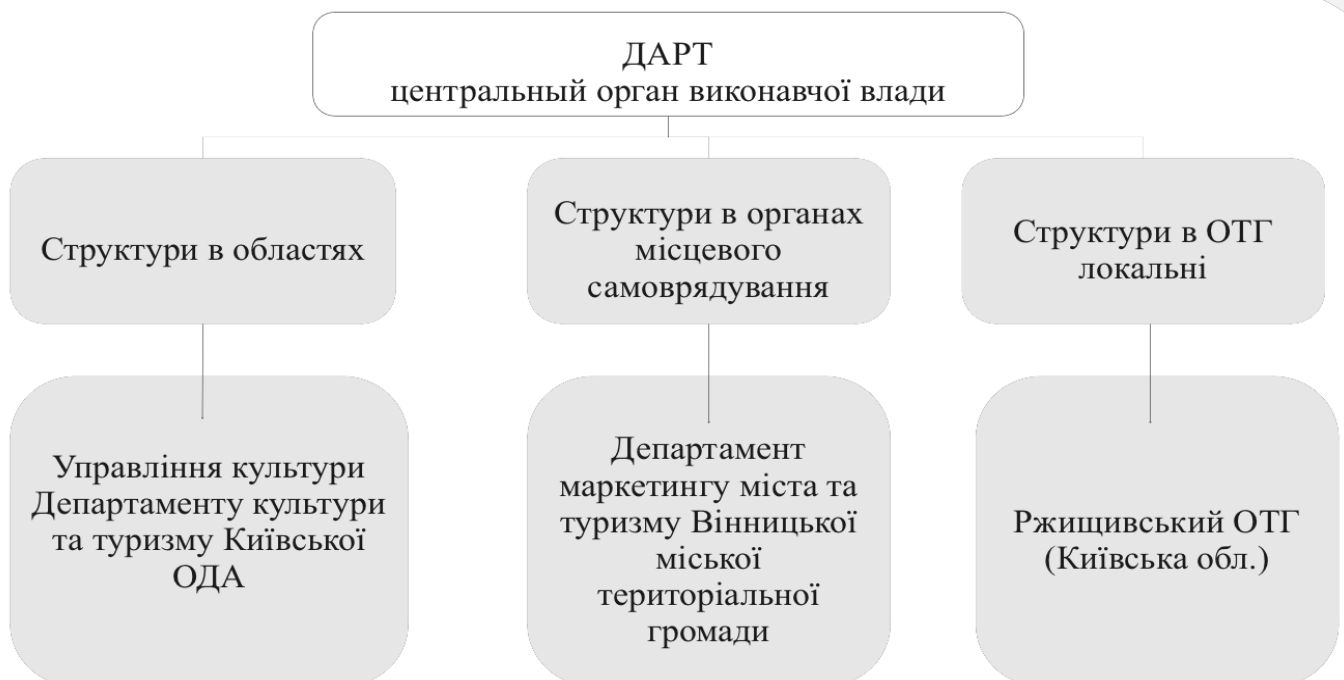 ДАРТ
центральный орган виконавчої влади
Структури в областях
Структури в органах
місцевого
самоврядування
Структури в ОТГ
локальні
Управління культури
Департаменту культури
та туризму Київської
ОДА
Департамент
маркетингу міста та
туризму Вінницької
міської
територіальної
громади
Ржищивський ОТГ
(Київська обл.)